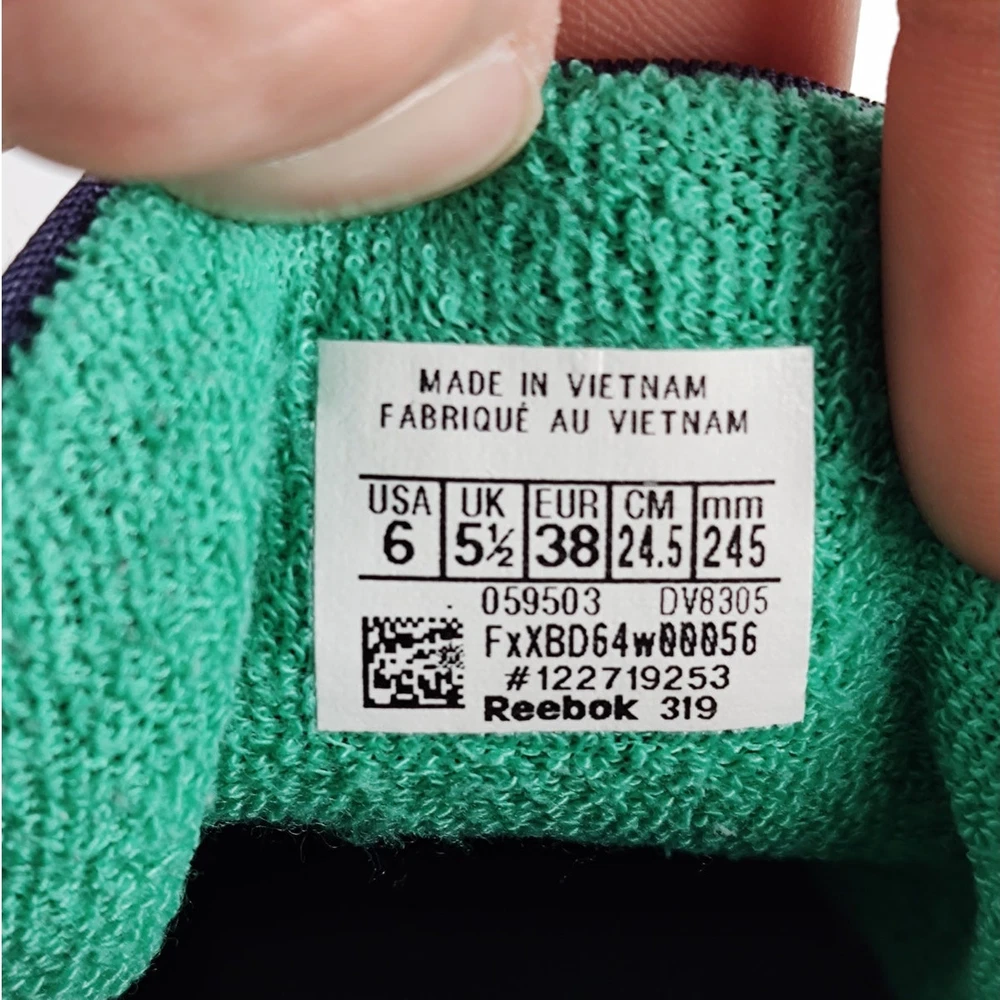 MADE IN VIETNAM
FABRIQUÉ AU VIETNAM
USA UK EUR CM mm
6 5½ 38 24.5 245
059503 DV8305
FxXBD64w00056
#122719253
Reebok 319